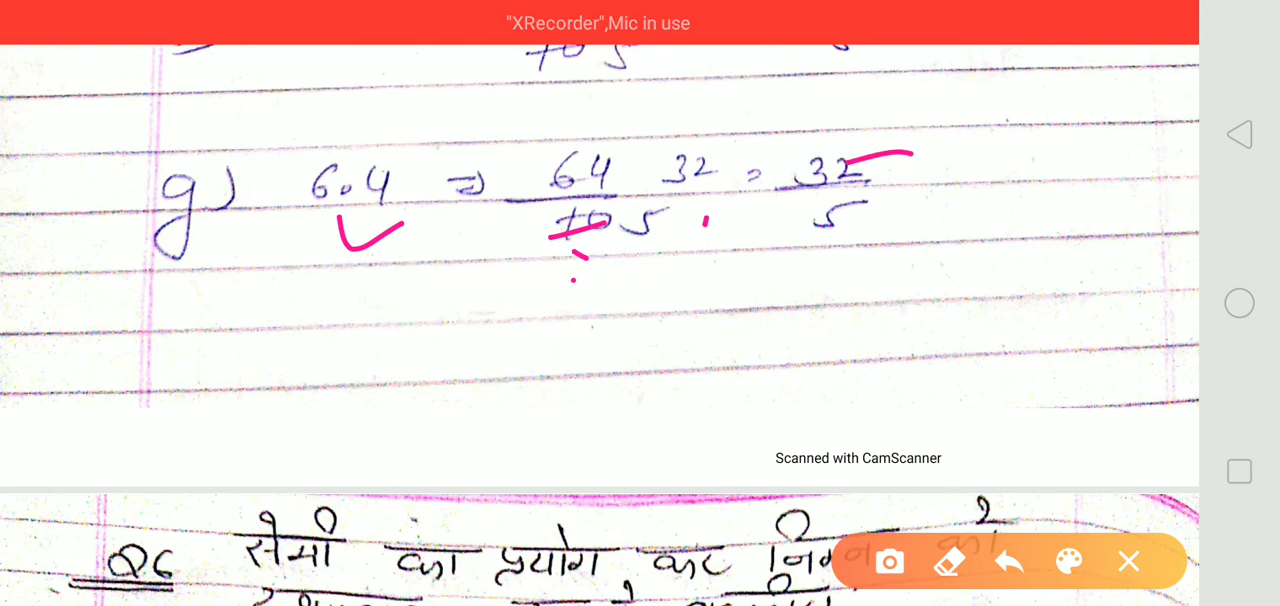 "XRecorder",Mic in use
g) 6.4 ⇒ 64 32 = 32
10 5 5
Scanned with CamScanner
Q6 सेमी का प्रयोग कर